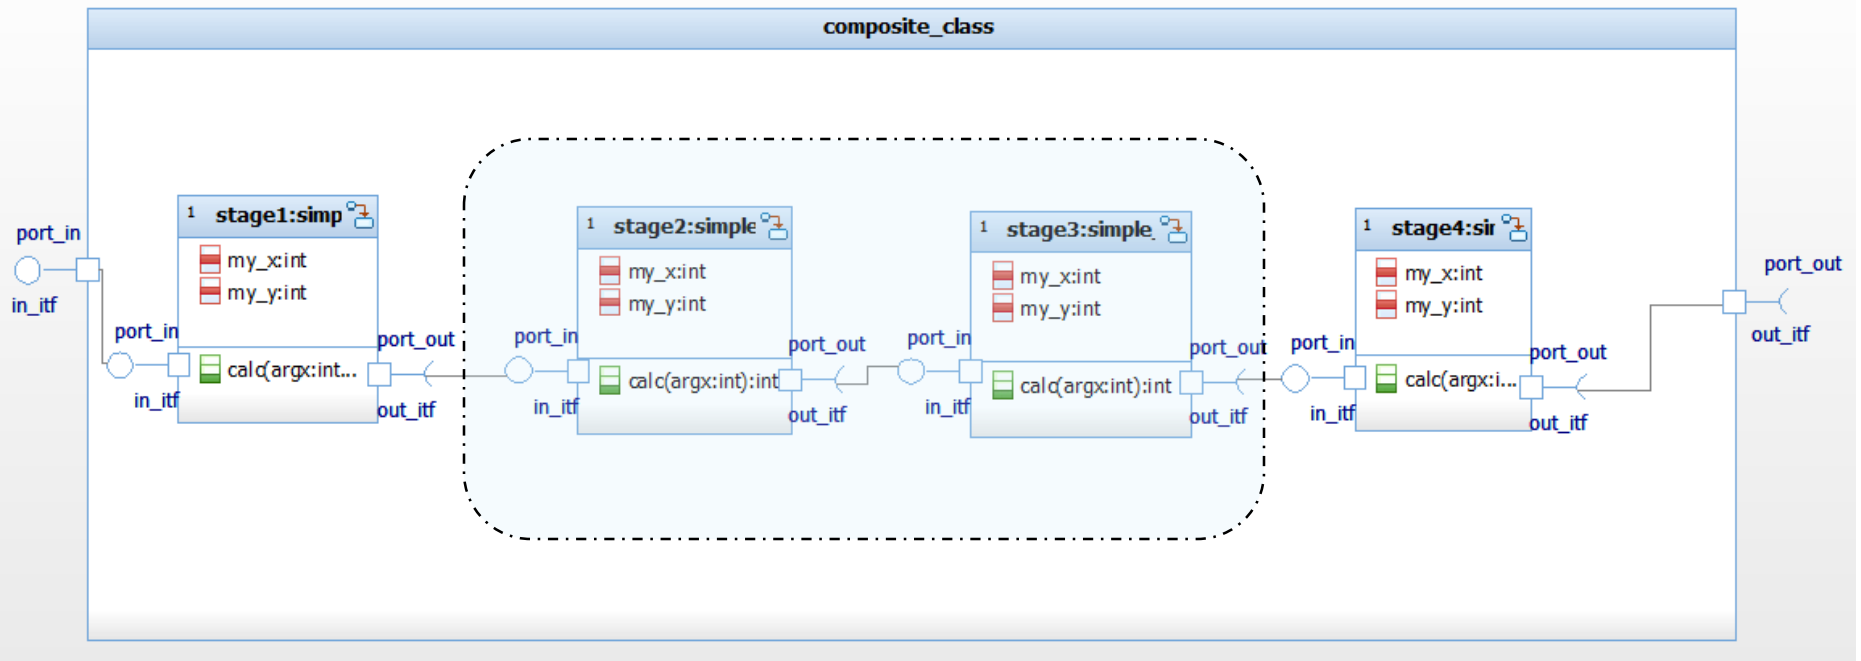 composite_class
port_in
in_itf
1 stage1:simp
my_x:int
my_y:int
port_in
calc(argx:int...
in_itf
port_out
out_itf
1 stage2:simple
my_x:int
my_y:int
port_in
calc(argx:int):int
in_itf
port_out
out_itf
1 stage3:simple_
my_x:int
my_y:int
port_in
calc(argx:int):int
in_itf
port_out
out_itf
1 stage4:sir
my_x:int
my_y:int
port_in
calc(argx:i...
in_itf
port_out
out_itf
port_out
out_itf